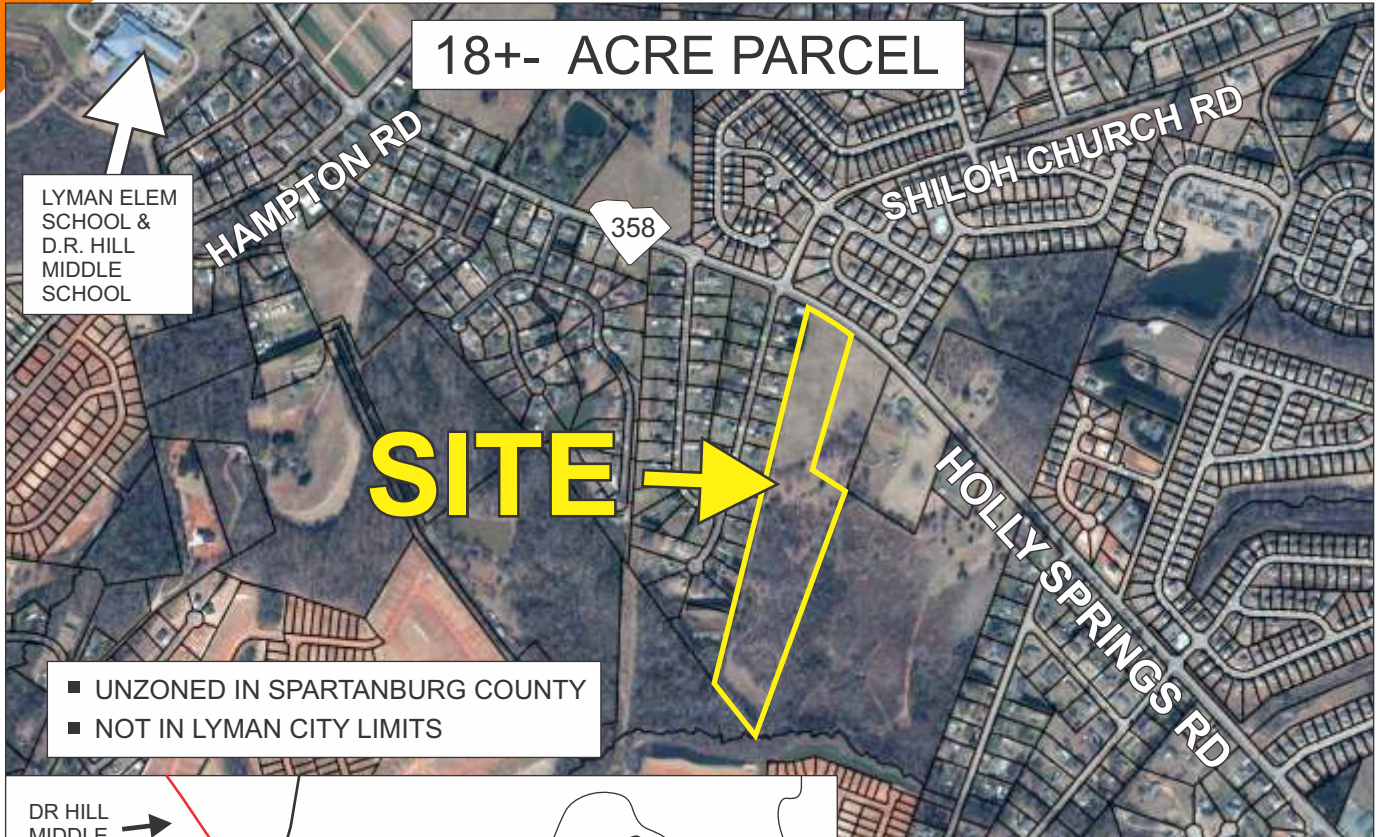 18+- ACRE PARCEL
LYMAN ELEM
SCHOOL &
D.R. HILL
MIDDLE
SCHOOL
HAMPTON RD
358
SHILOH CHURCH RD
SITE
HOLLY SPRINGS RD
▪ UNZONED IN SPARTANBURG COUNTY
▪ NOT IN LYMAN CITY LIMITS
DR HILL
MIDDLE